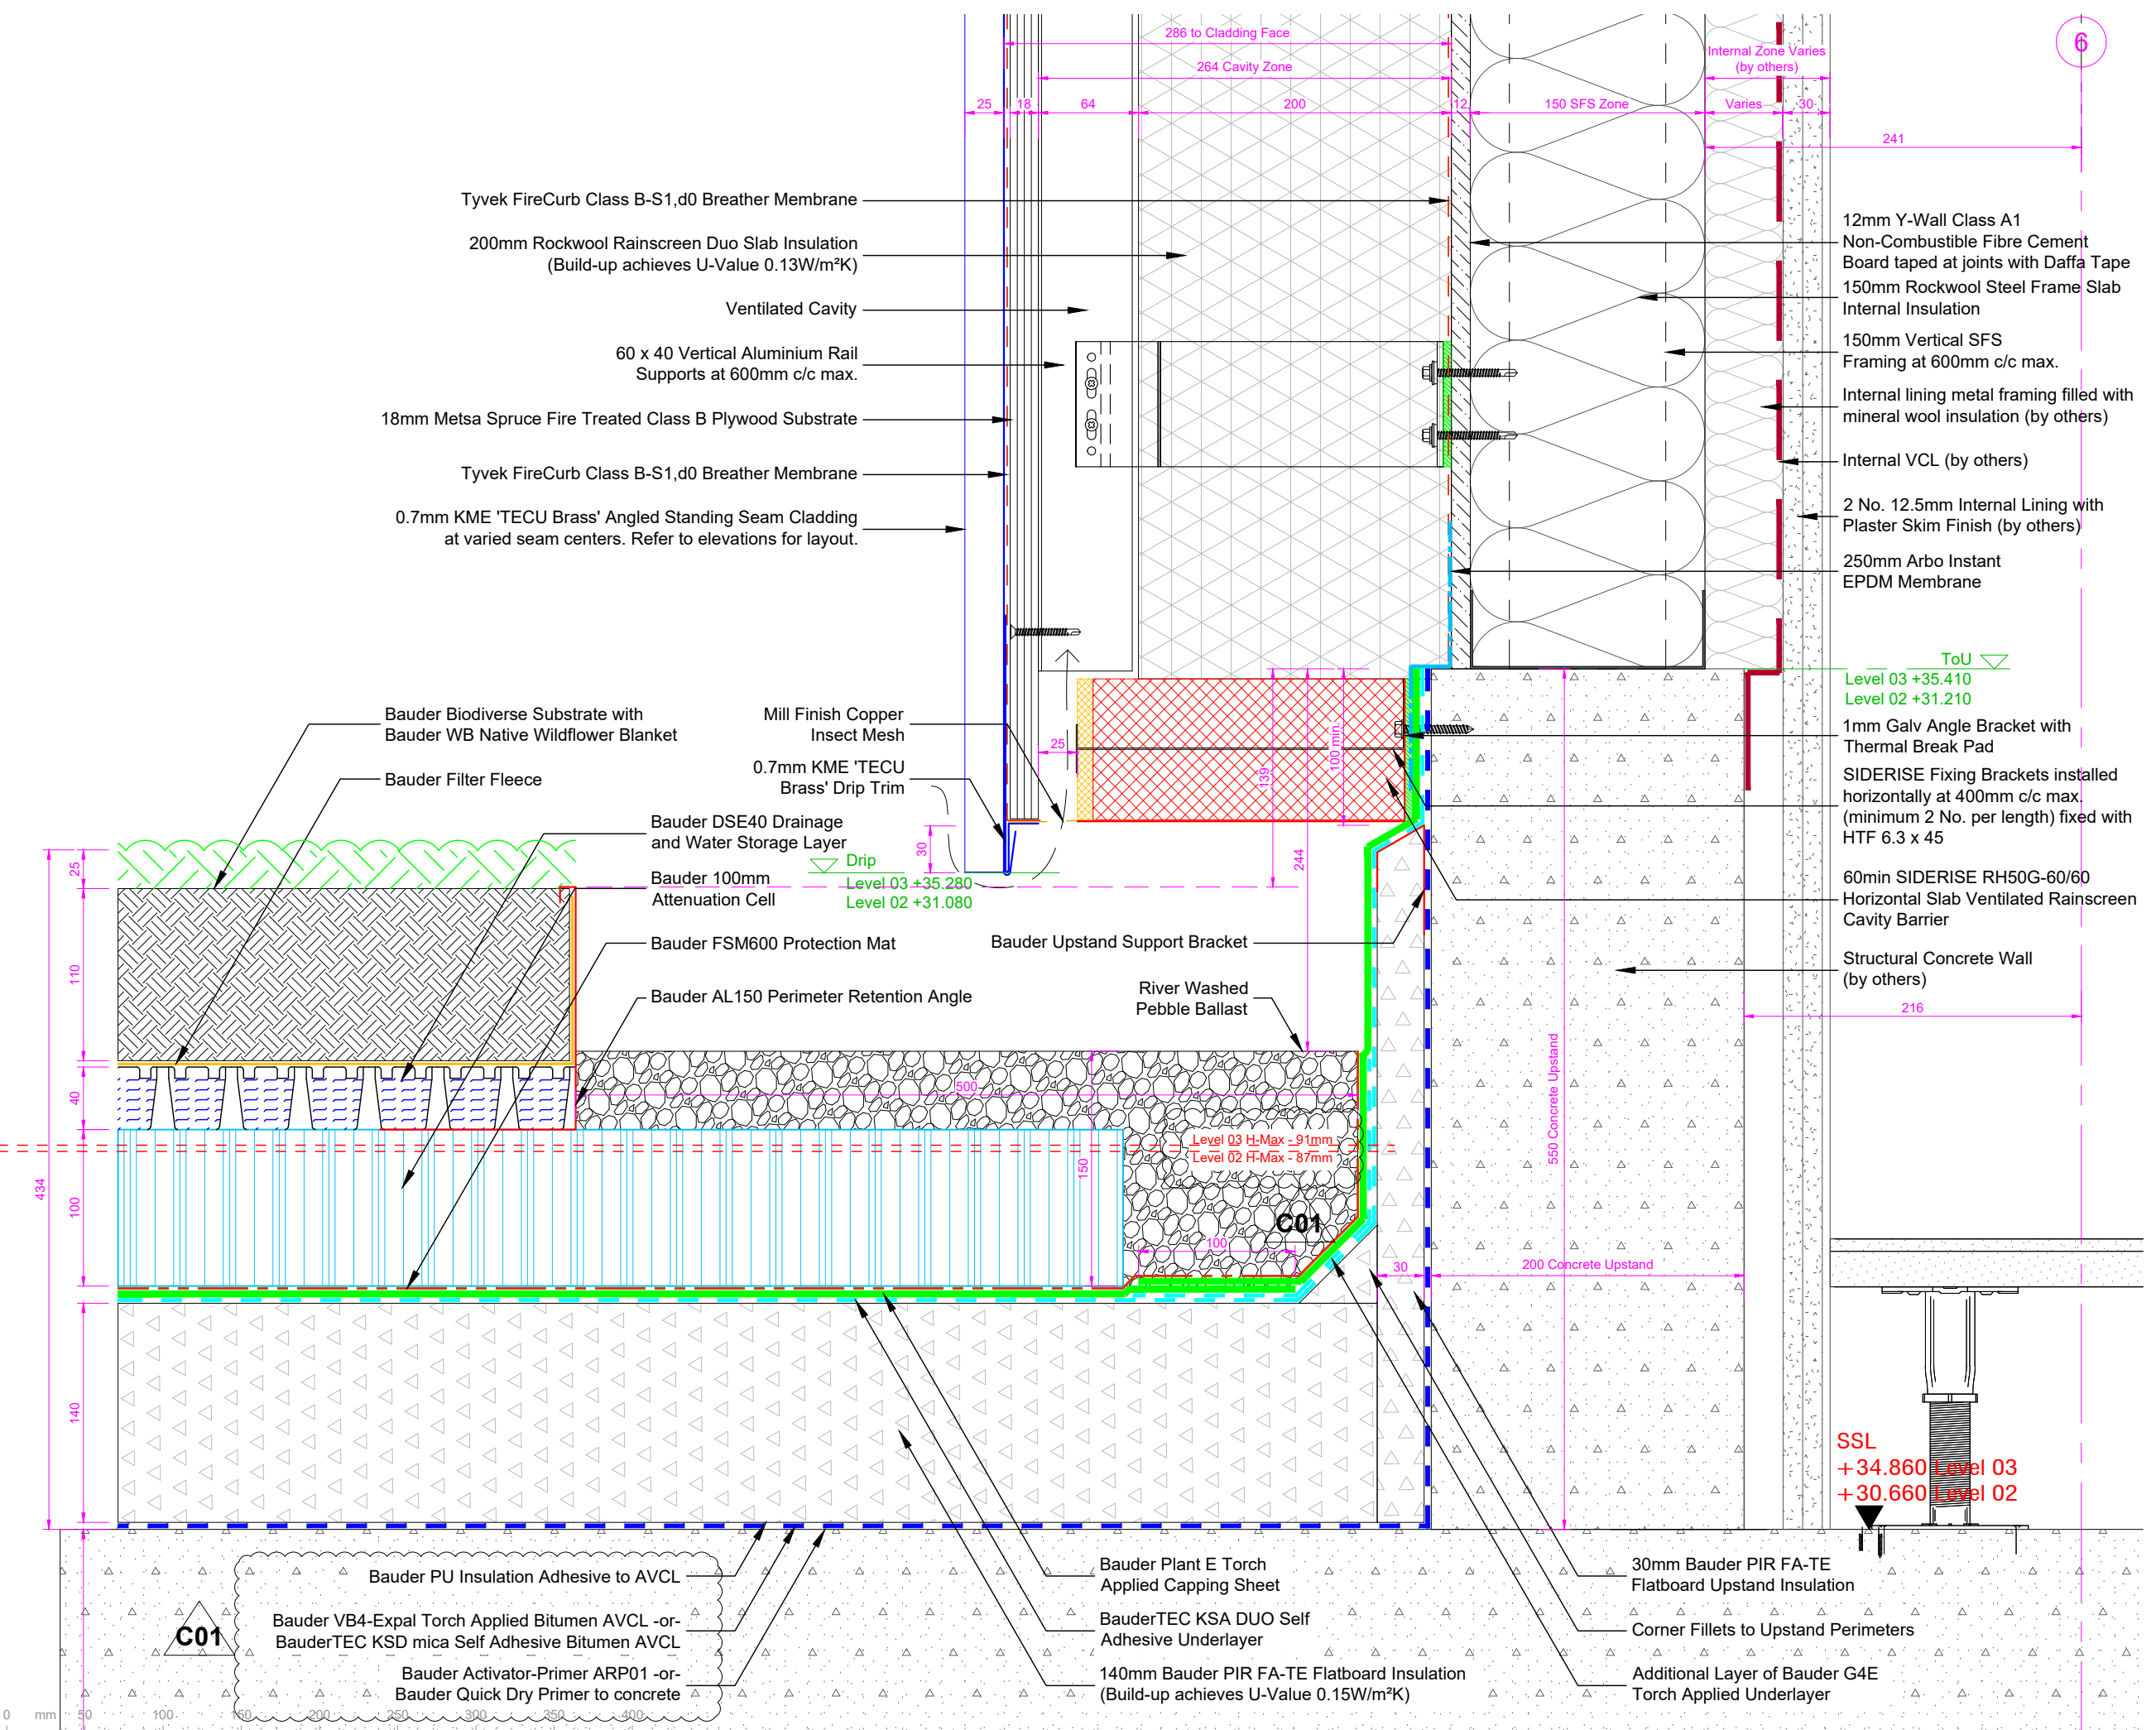 286 to Cladding Face
264 Cavity Zone
25
18
64
200
12
150 SFS Zone
Internal Zone Varies
(by others)
Varies
30
241
6
Tyvek FireCurb Class B-S1,d0 Breather Membrane
200mm Rockwool Rainscreen Duo Slab Insulation
(Build-up achieves U-Value 0.13W/m²K)
Ventilated Cavity
60 x 40 Vertical Aluminium Rail
Supports at 600mm c/c max.
18mm Metsa Spruce Fire Treated Class B Plywood Substrate
Tyvek FireCurb Class B-S1,d0 Breather Membrane
0.7mm KME 'TECU Brass' Angled Standing Seam Cladding
at varied seam centers. Refer to elevations for layout.
12mm Y-Wall Class A1
Non-Combustible Fibre Cement
Board taped at joints with Daffa Tape
150mm Rockwool Steel Frame Slab
Internal Insulation
150mm Vertical SFS
Framing at 600mm c/c max.
Internal lining metal framing filled with
mineral wool insulation (by others)
Internal VCL (by others)
2 No. 12.5mm Internal Lining with
Plaster Skim Finish (by others)
250mm Arbo Instant
EPDM Membrane
ToU
Level 03 +35.410
Level 02 +31.210
1mm Galv Angle Bracket with
Thermal Break Pad
SIDERISE Fixing Brackets installed
horizontally at 400mm c/c max.
(minimum 2 No. per length) fixed with
HTF 6.3 x 45
60min SIDERISE RH50G-60/60
Horizontal Slab Ventilated Rainscreen
Cavity Barrier
Structural Concrete Wall
(by others)
216
Bauder Biodiverse Substrate with
Bauder WB Native Wildflower Blanket
Bauder Filter Fleece
Bauder DSE40 Drainage
and Water Storage Layer
Bauder 100mm
Attenuation Cell
Bauder FSM600 Protection Mat
Bauder AL150 Perimeter Retention Angle
Mill Finish Copper
Insect Mesh
0.7mm KME 'TECU
Brass' Drip Trim
Drip
Level 03 +35.280
Level 02 +31.080
Bauder Upstand Support Bracket
River Washed
Pebble Ballast
25
139
100 min.
244
30
25
110
40
100
434
140
500
150
Level 03 H-Max - 91mm
Level 02 H-Max - 87mm
C01
100
30
200 Concrete Upstand
550 Concrete Upstand
SSL
+34.860 Level 03
+30.660 Level 02
C01
Bauder PU Insulation Adhesive to AVCL
Bauder VB4-Expal Torch Applied Bitumen AVCL -or-
BauderTEC KSD mica Self Adhesive Bitumen AVCL
Bauder Activator-Primer ARP01 -or-
Bauder Quick Dry Primer to concrete
Bauder Plant E Torch
Applied Capping Sheet
BauderTEC KSA DUO Self
Adhesive Underlayer
140mm Bauder PIR FA-TE Flatboard Insulation
(Build-up achieves U-Value 0.15W/m²K)
30mm Bauder PIR FA-TE
Flatboard Upstand Insulation
Corner Fillets to Upstand Perimeters
Additional Layer of Bauder G4E
Torch Applied Underlayer
0 mm 50 100 150 200 250 300 350 400